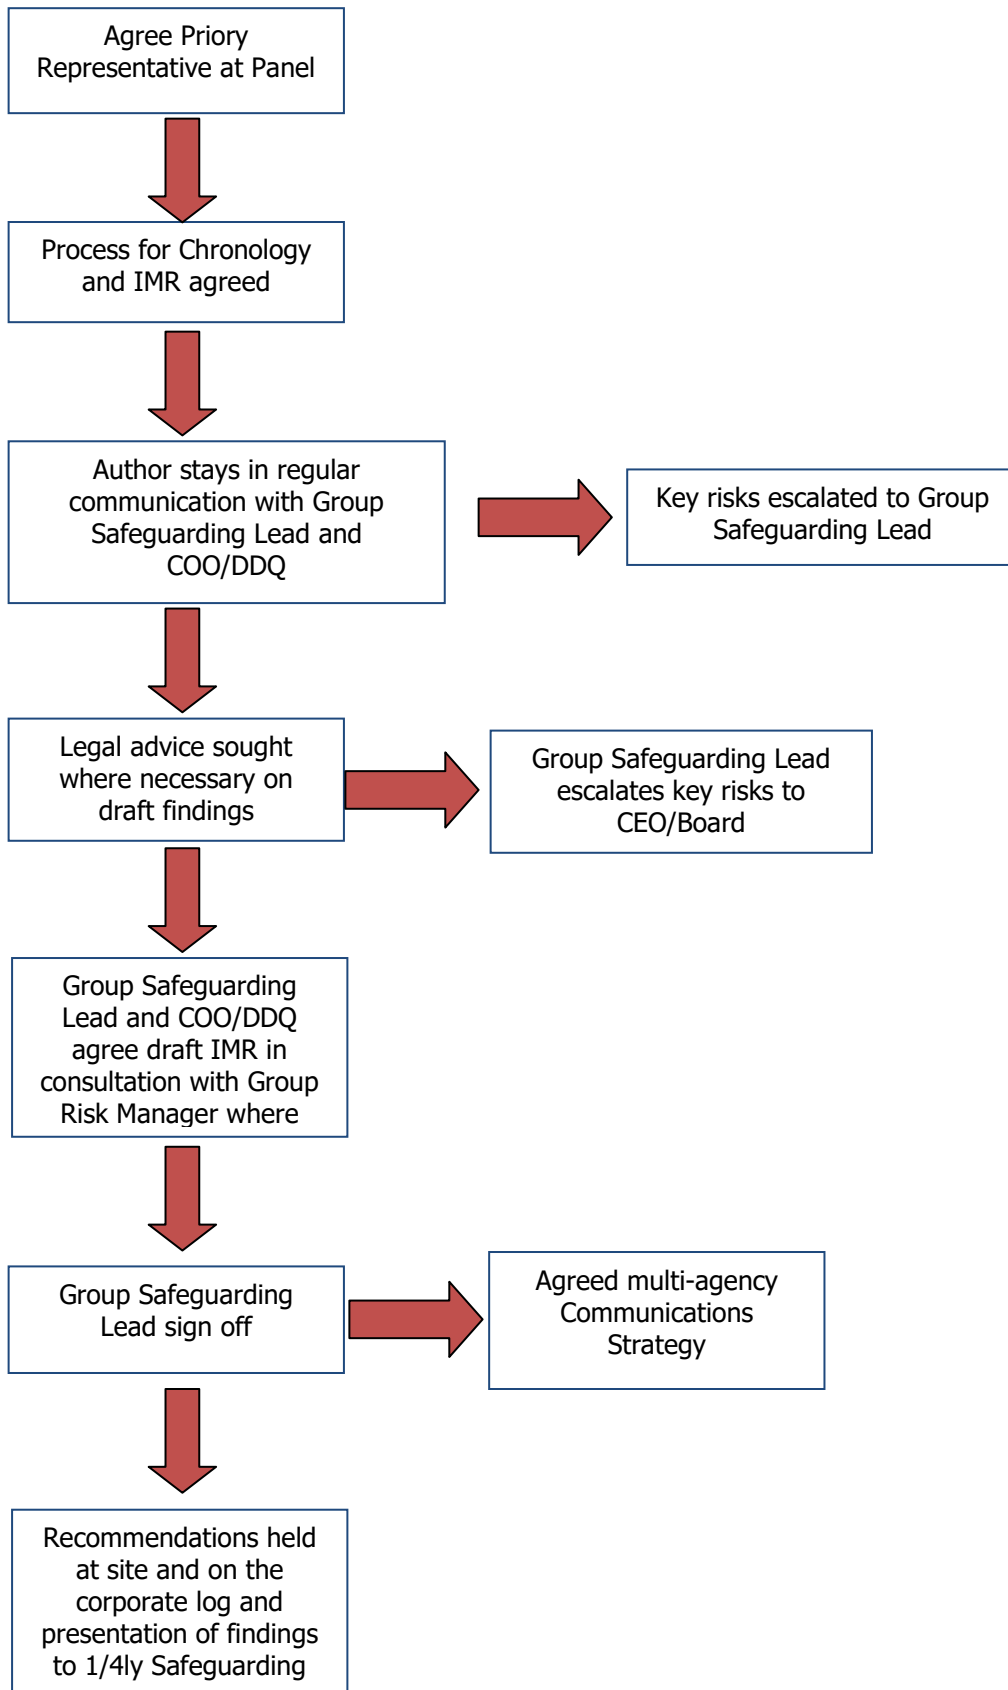 Agree Priory
Representative at Panel
Process for Chronology
and IMR agreed
Author stays in regular
communication with Group
Safeguarding Lead and
COO/DDQ
Key risks escalated to Group
Safeguarding Lead
Legal advice sought
where necessary on
draft findings
Group Safeguarding Lead
escalates key risks to
CEO/Board
Group Safeguarding
Lead and COO/DDQ
agree draft IMR in
consultation with Group
Risk Manager where
Group Safeguarding
Lead sign off
Agreed multi-agency
Communications
Strategy
Recommendations held
at site and on the
corporate log and
presentation of findings
to 1/4ly Safeguarding